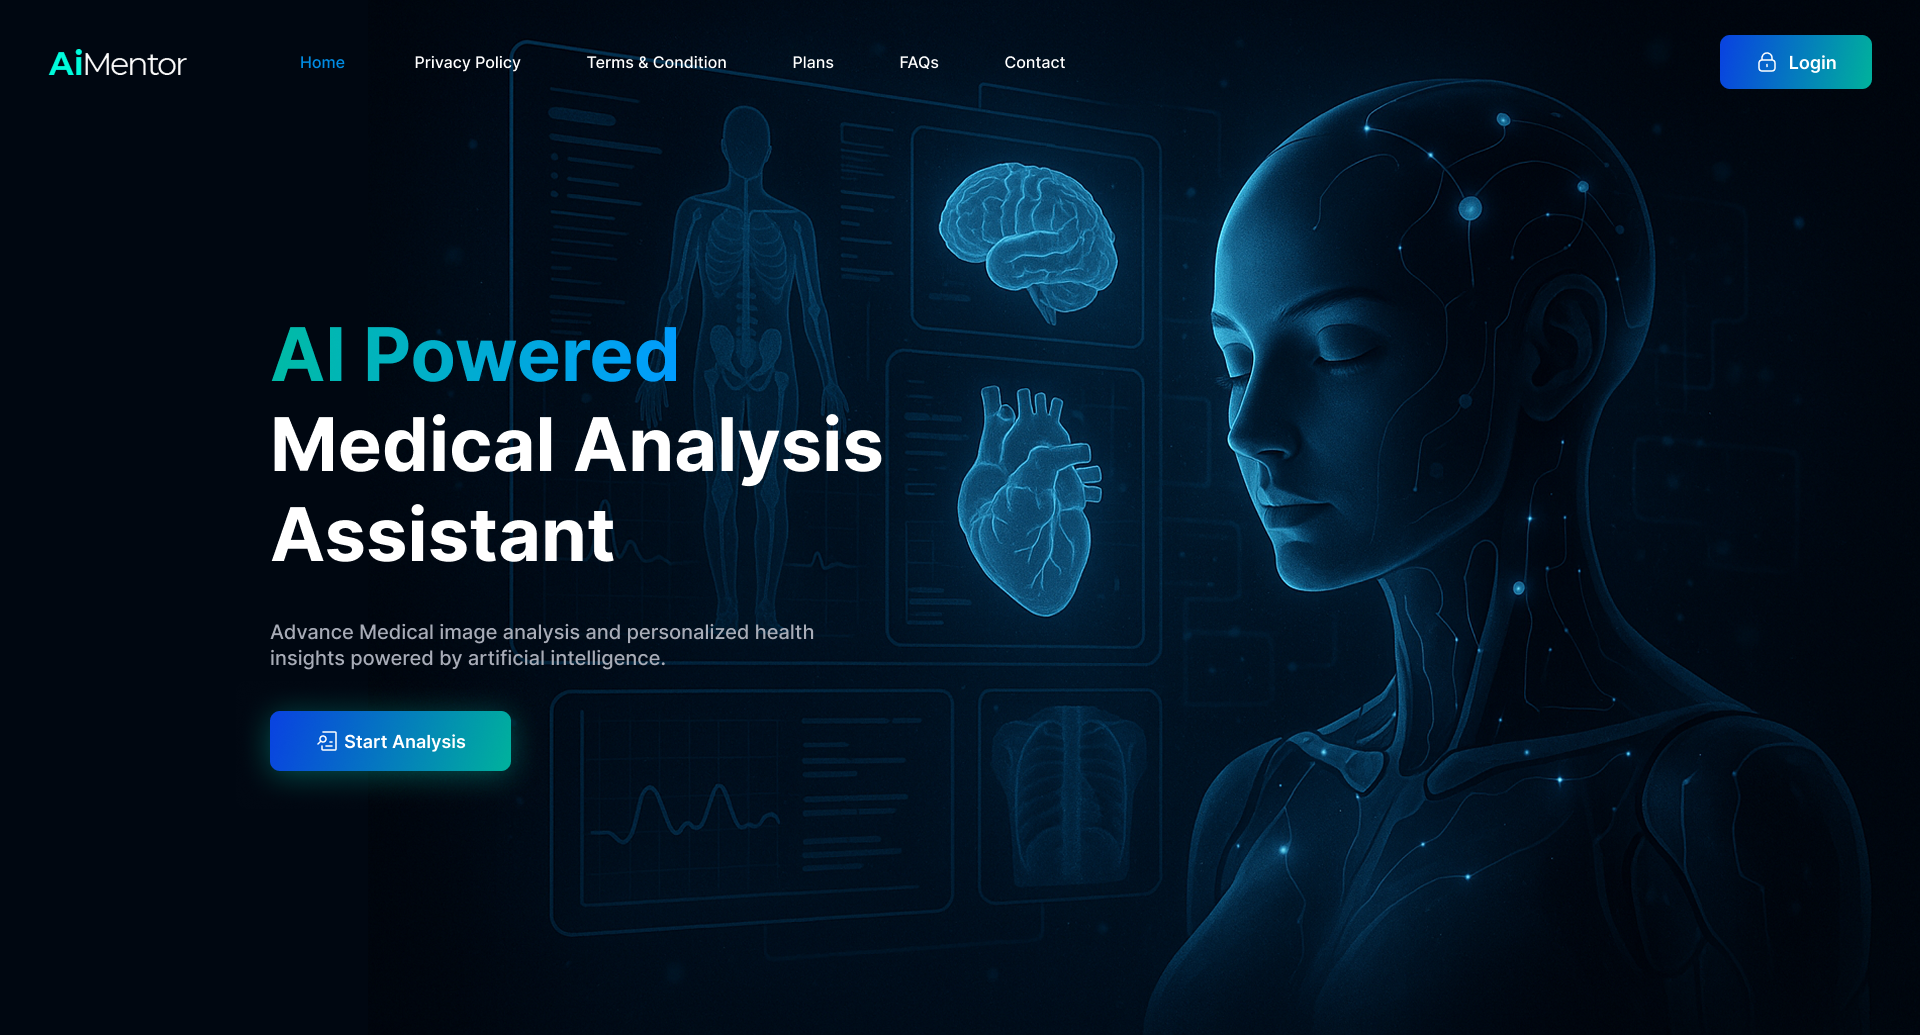 AiMentor
Home
Privacy Policy
Terms & Condition
Plans
FAQs
Contact
Login
AI Powered
Medical Analysis
Assistant
Advance Medical image analysis and personalized health
insights powered by artificial intelligence.
Start Analysis